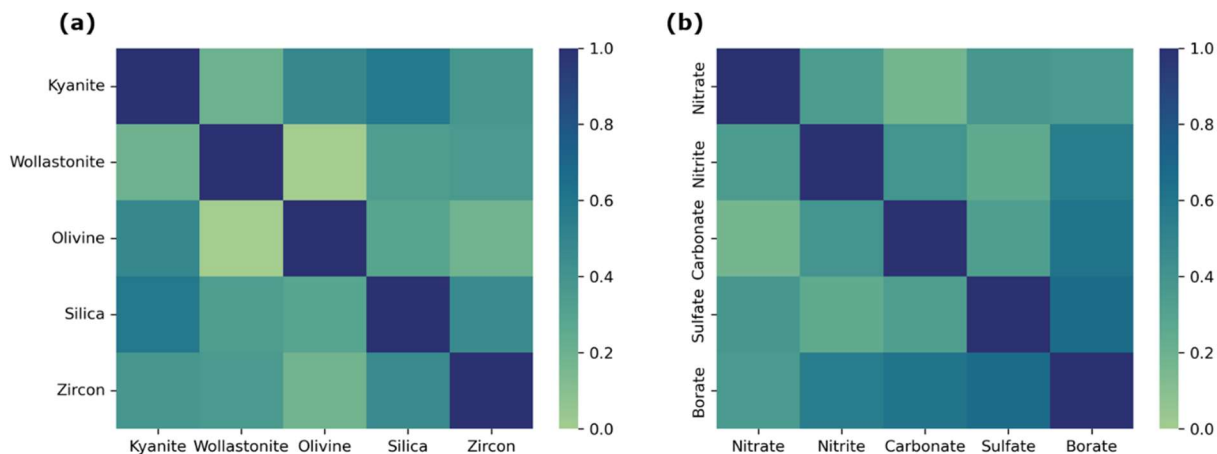 (a)
Kyanite
Wollastonite
Olivine
Silica
Zircon
Kyanite Wollastonite Olivine Silica Zircon
1.0
0.8
0.6
0.4
0.2
0.0
(b)
Nitrate
Nitrite
Carbonate
Sulfate
Borate
Nitrate Nitrite Carbonate Sulfate Borate
1.0
0.8
0.6
0.4
0.2
0.0